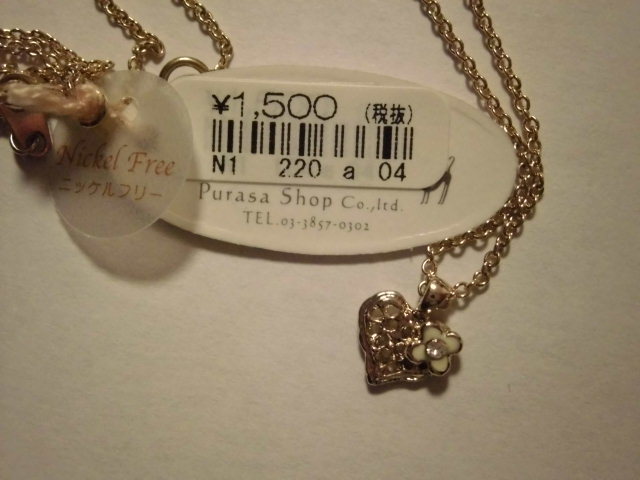 ¥1,500 (税抜)
N1 220 a 04
Nickel Free
ニッケルフリー
Purasa Shop Co.,ltd.
TEL.03-3857-0302